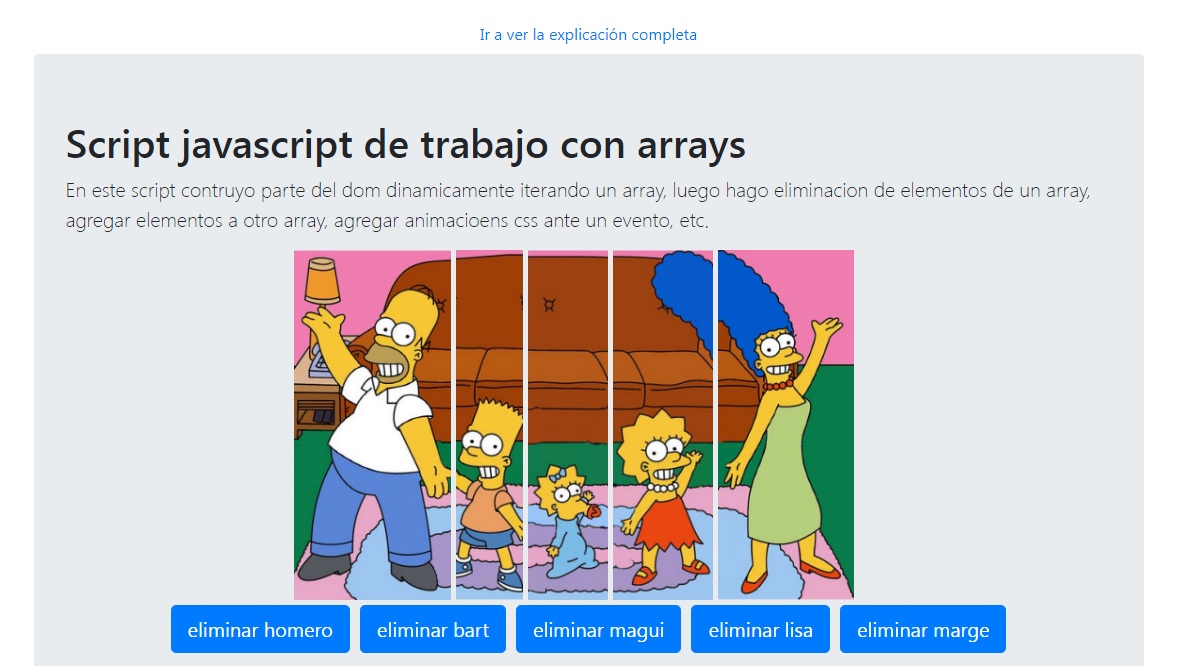 Ir a ver la explicación completa
Script javascript de trabajo con arrays
En este script contruyo parte del dom dinamicamente iterando un array, luego hago eliminacion de elementos de un array,
agregar elementos a otro array, agregar animacioens css ante un evento, etc.
eliminar homero
eliminar bart
eliminar magui
eliminar lisa
eliminar marge